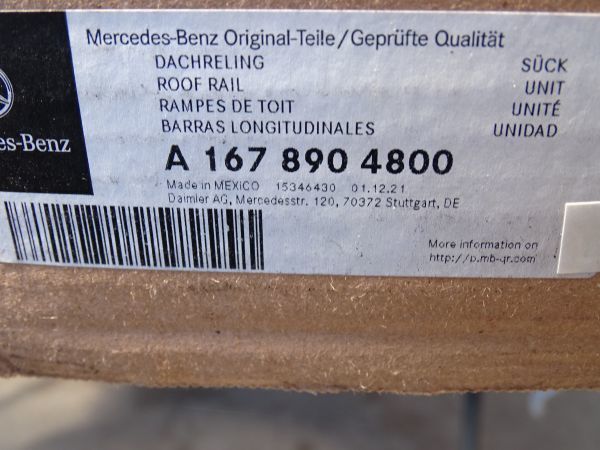 Mercedes-Benz Original-Teile/Geprüfte Qualität
DACHRELING SÜCK
ROOF RAIL UNIT
RAMPES DE TOIT UNITÉ
BARRAS LONGITUDINALES UNIDAD
es-Benz
A 167 890 4800
Made in MEXICO 15346430 01.12.21
Daimler AG, Mercedesstr. 120, 70372 Stuttgart, DE
More information on
http://p.mb-qr.com